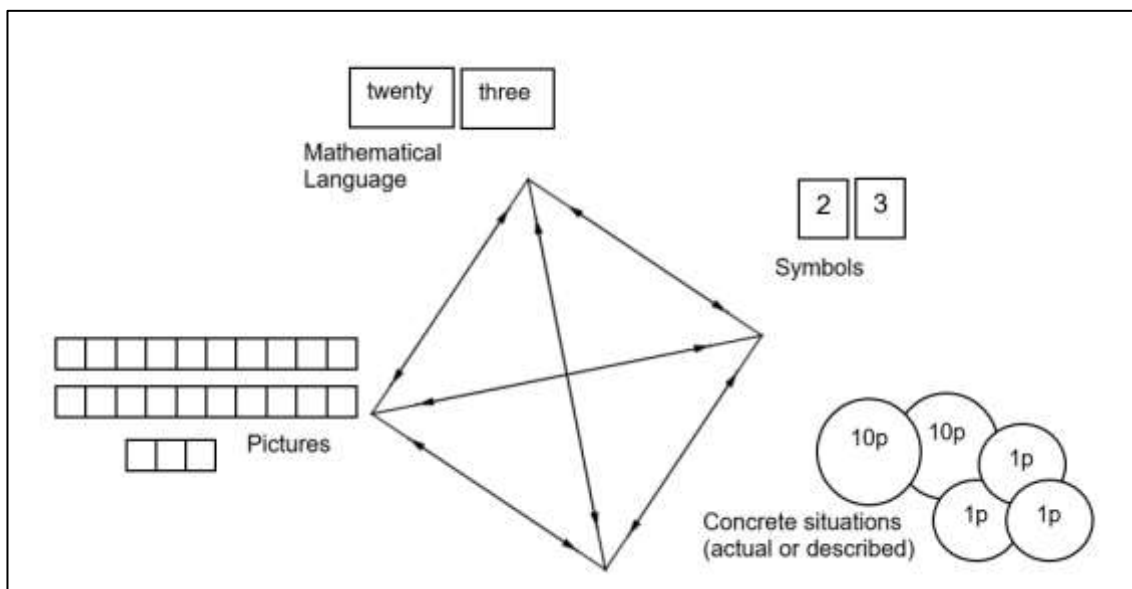 twenty three
Mathematical
Language
2 3
Symbols
Pictures
10p 10p
1p
1p 1p
Concrete situations
(actual or described)